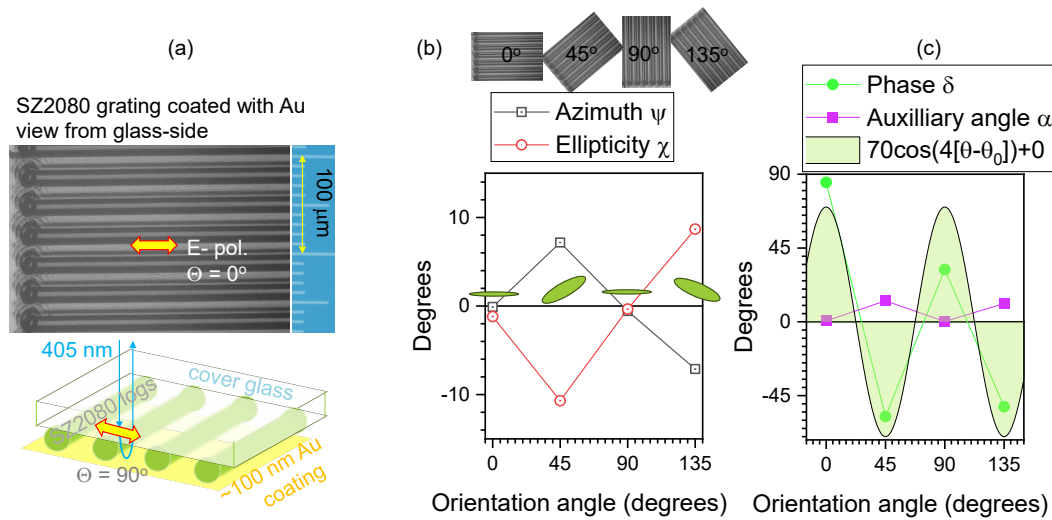 (a)
SZ2080 grating coated with Au
view from glass-side
100 μm
E- pol.
Θ = 0°
405 nm
cover glass
SZ2080 logs
Θ = 90°
~100 nm Au
coating
(b)
0°
45°
90°
135°
Azimuth ψ
Ellipticity χ
10
0
-10
Degrees
0
45
90
135
Orientation angle (degrees)
(c)
Phase δ
Auxilliary angle α
70cos(4[θ-θ₀])+0
90
45
0
-45
Degrees
0
45
90
135
Orientation angle (degrees)